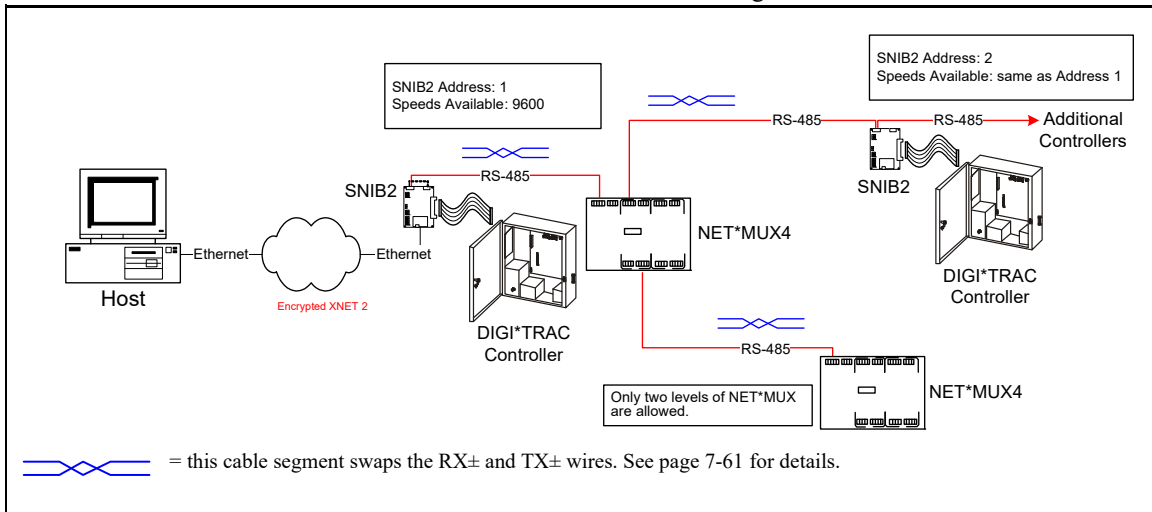 SNIB2 Address: 1
Speeds Available: 9600
SNIB2 Address: 2
Speeds Available: same as Address 1
RS-485
RS-485
Additional
Controllers
SNIB2
RS-485
SNIB2
NET*MUX4
Ethernet
Ethernet
Host
Encrypted XNET 2
DIGI*TRAC
Controller
DIGI*TRAC
Controller
RS-485
Only two levels of NET*MUX
are allowed.
NET*MUX4
= this cable segment swaps the RX± and TX± wires. See page 7-61 for details.